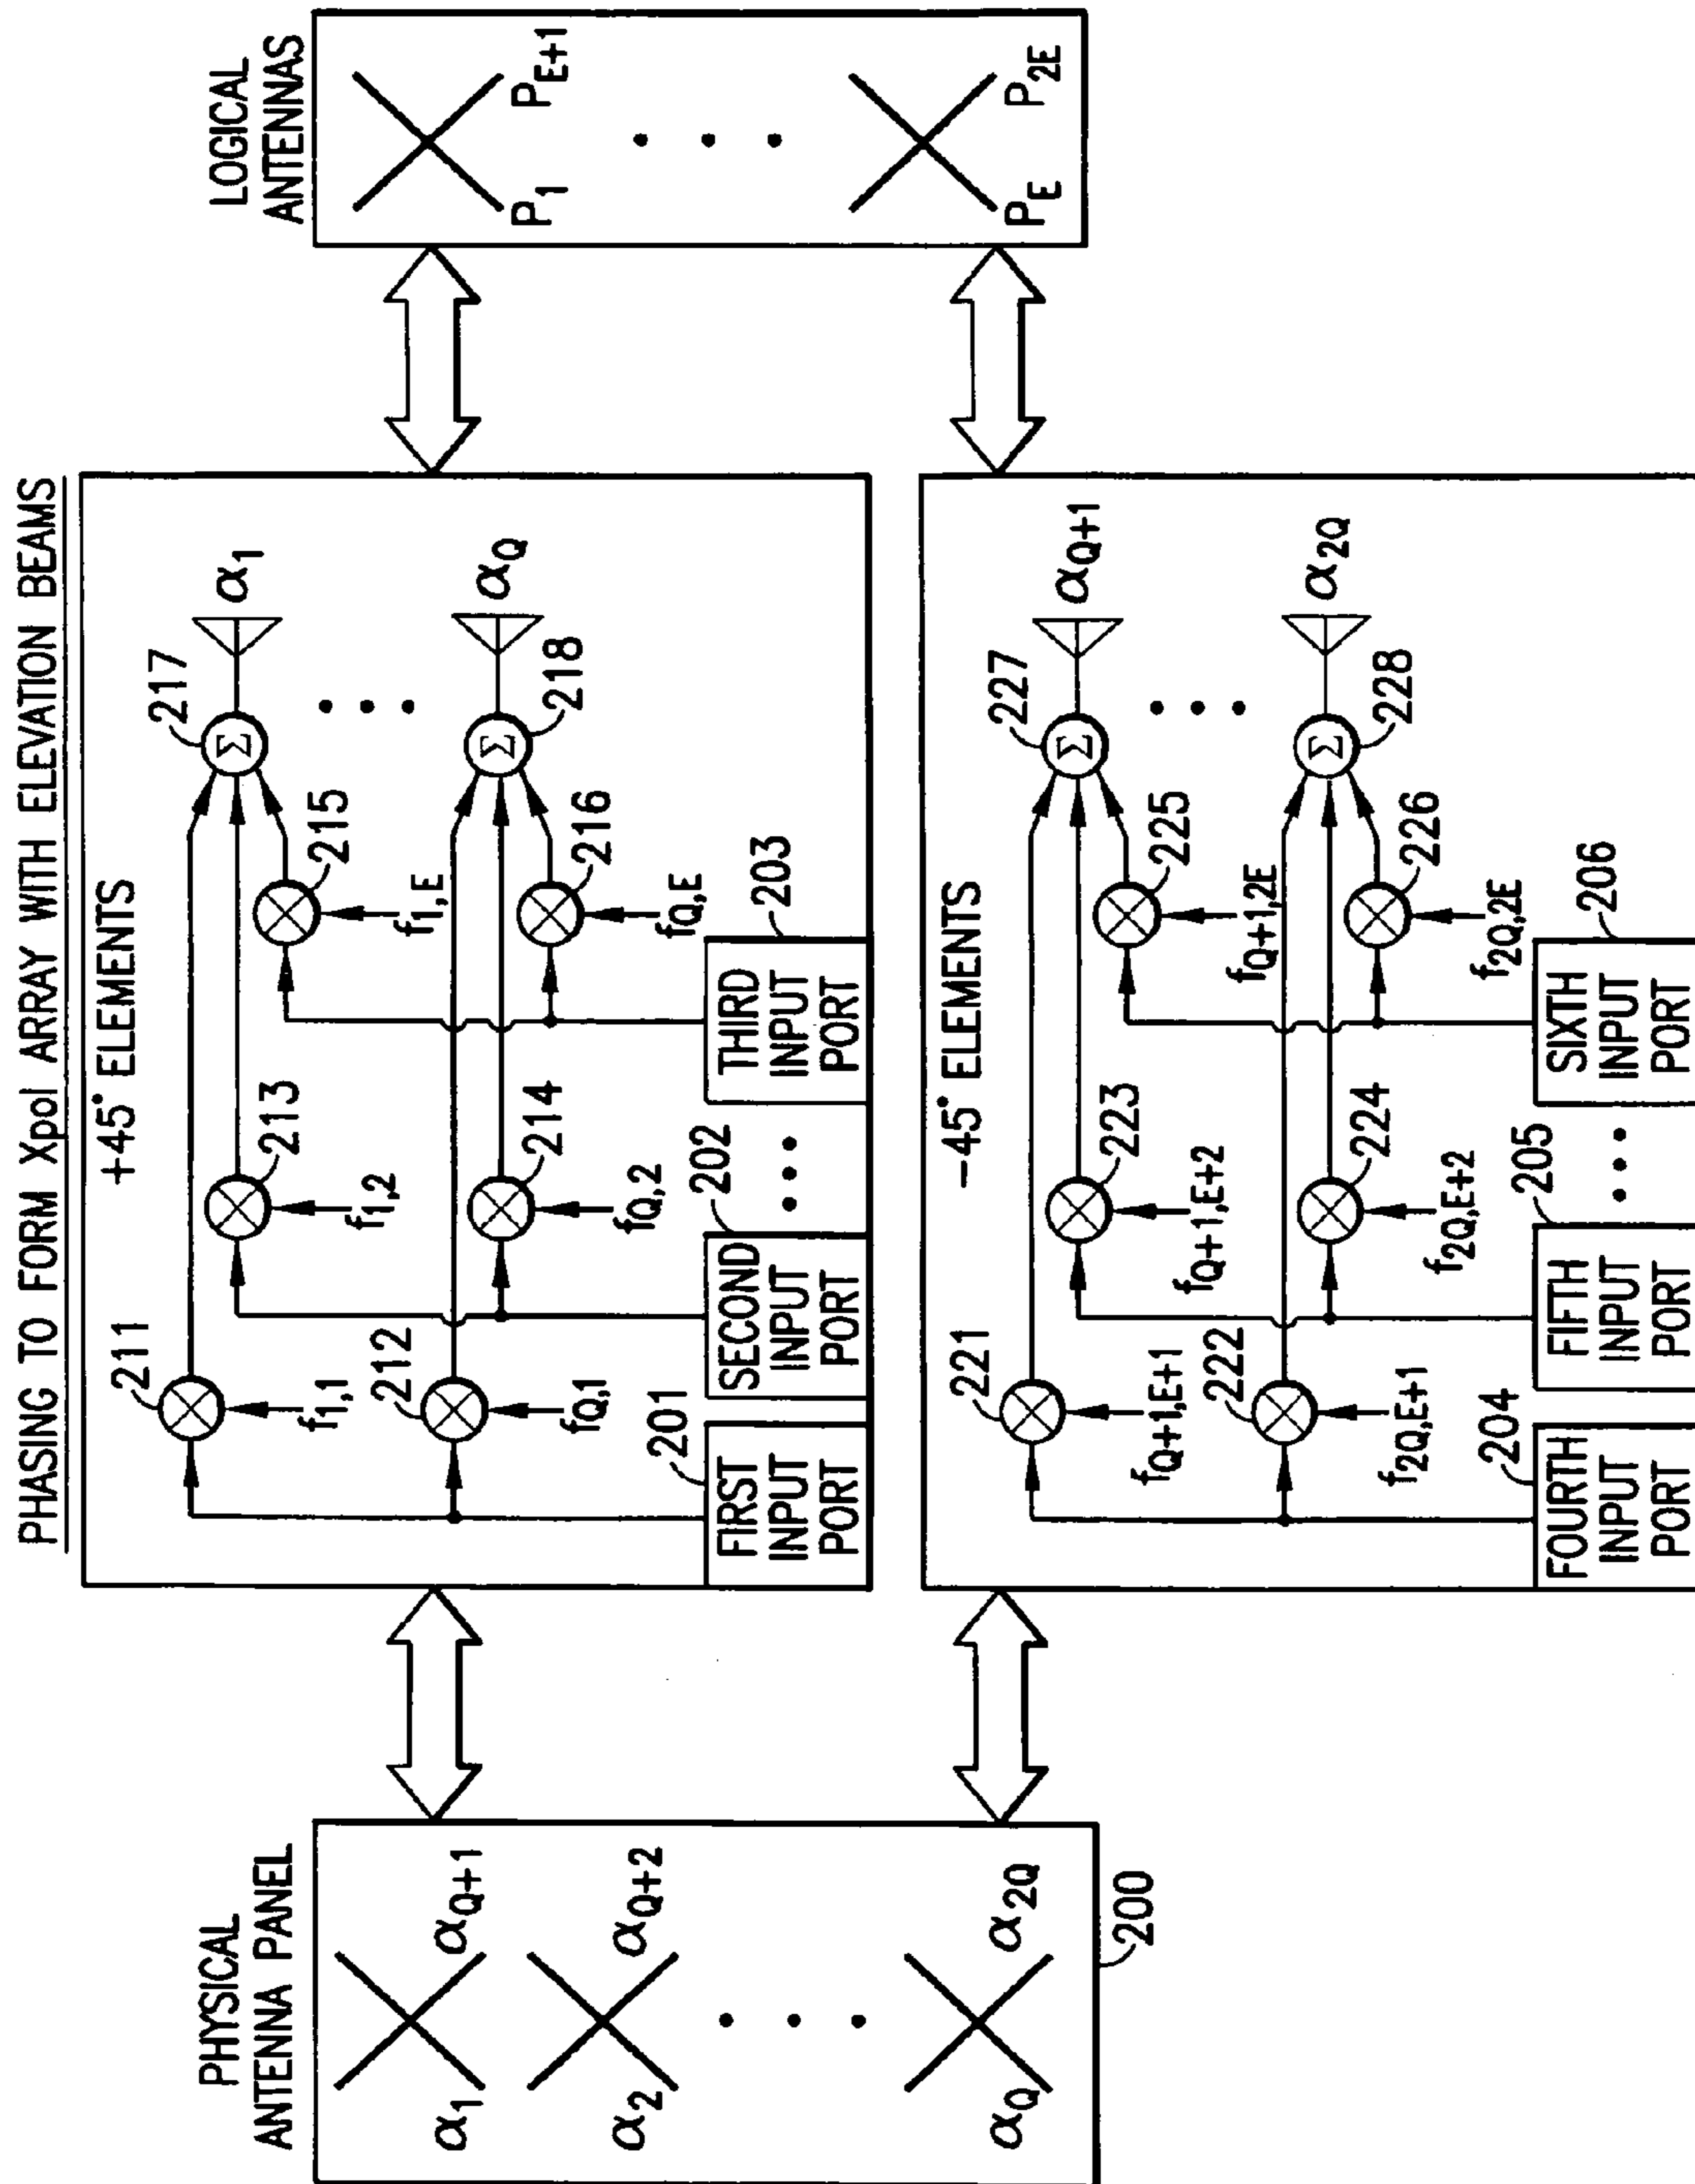 PHASING TO FORM Xpol ARRAY WITH ELEVATION BEAMS
PHYSICAL
ANTENNA PANEL
α1
αQ+1
α2
αQ+2
αQ
α2Q
200
+45° ELEMENTS
211
f1,1
212
fQ,1
213
f1,2
214
fQ,2
215
f1,E
216
fQ,E
217
α1
218
αQ
201
FIRST
INPUT
PORT
202
SECOND
INPUT
PORT
203
THIRD
INPUT
PORT
-45° ELEMENTS
221
fQ+1,E+1
222
f2Q,E+1
223
fQ+1,E+2
224
f2Q,E+2
225
fQ+1,2E
226
f2Q,2E
227
αQ+1
228
α2Q
204
FOURTH
INPUT
PORT
205
FIFTH
INPUT
PORT
206
SIXTH
INPUT
PORT
LOGICAL
ANTENNAS
P1
PE+1
PE
P2E
Σ
Σ
Σ
Σ